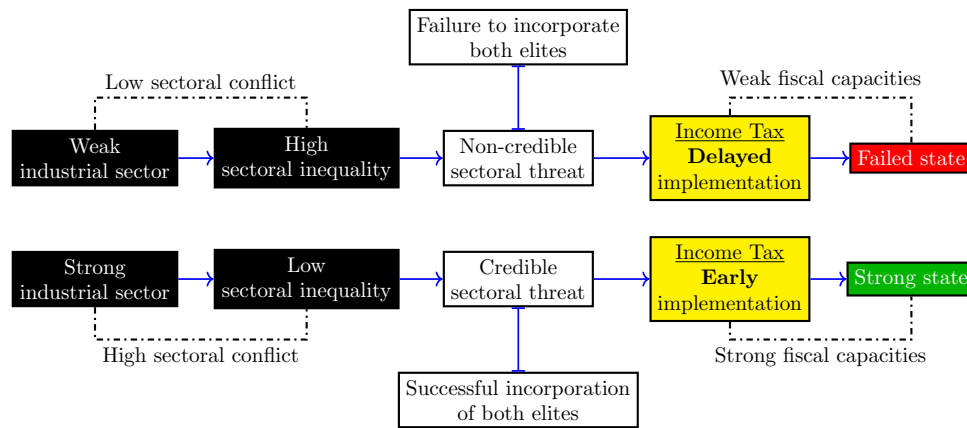 Failure to incorporate
both elites
Low sectoral conflict
Weak fiscal capacities
Weak
industrial sector
High
sectoral inequality
Non-credible
sectoral threat
Income Tax
Delayed
implementation
Failed state
Strong
industrial sector
Low
sectoral inequality
Credible
sectoral threat
Income Tax
Early
implementation
Strong state
High sectoral conflict
Strong fiscal capacities
Successful incorporation
of both elites